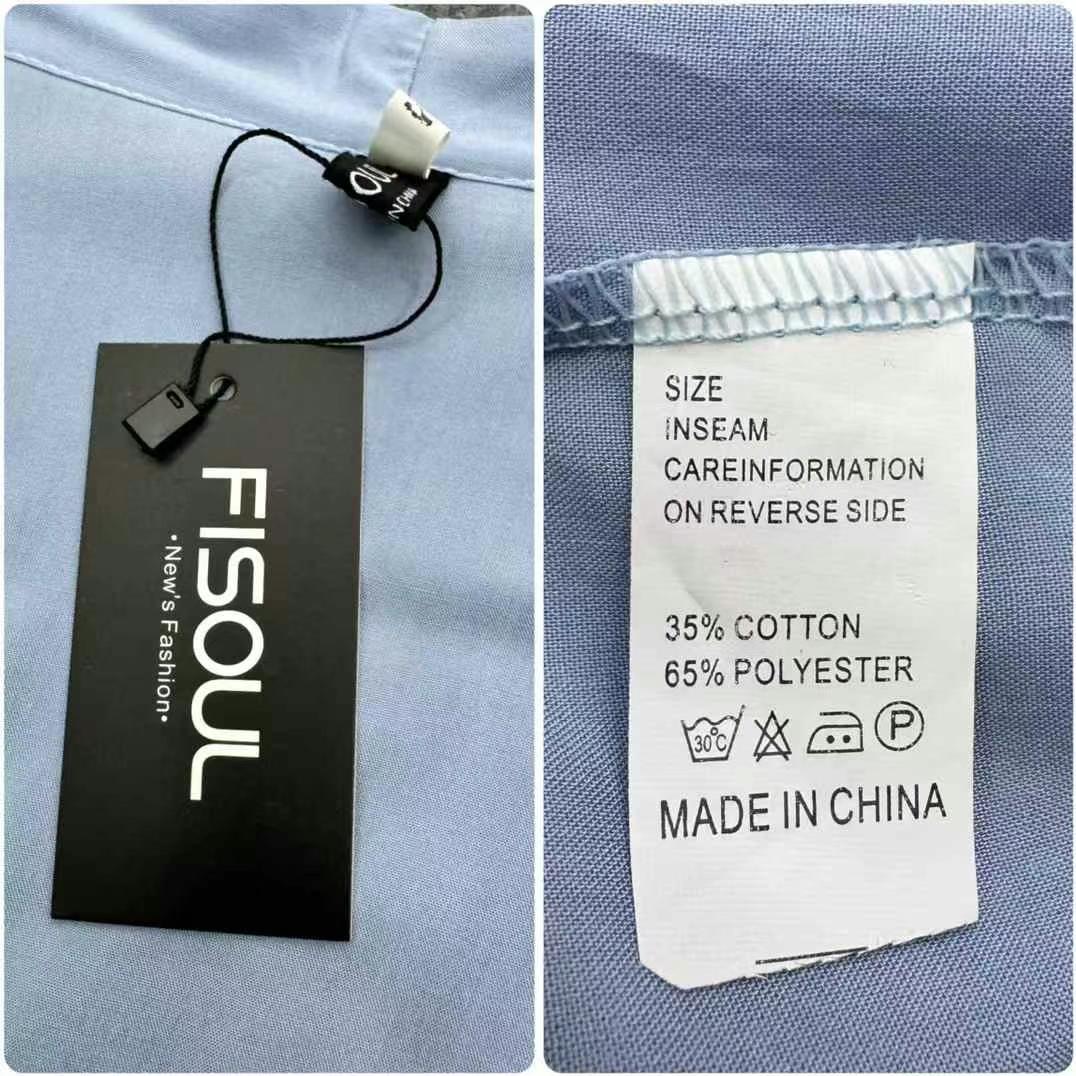 FISOUL
•New's Fashion•
SIZE
INSEAM
CAREINFORMATION
ON REVERSE SIDE
35% COTTON
65% POLYESTER
30°C
P
MADE IN CHINA